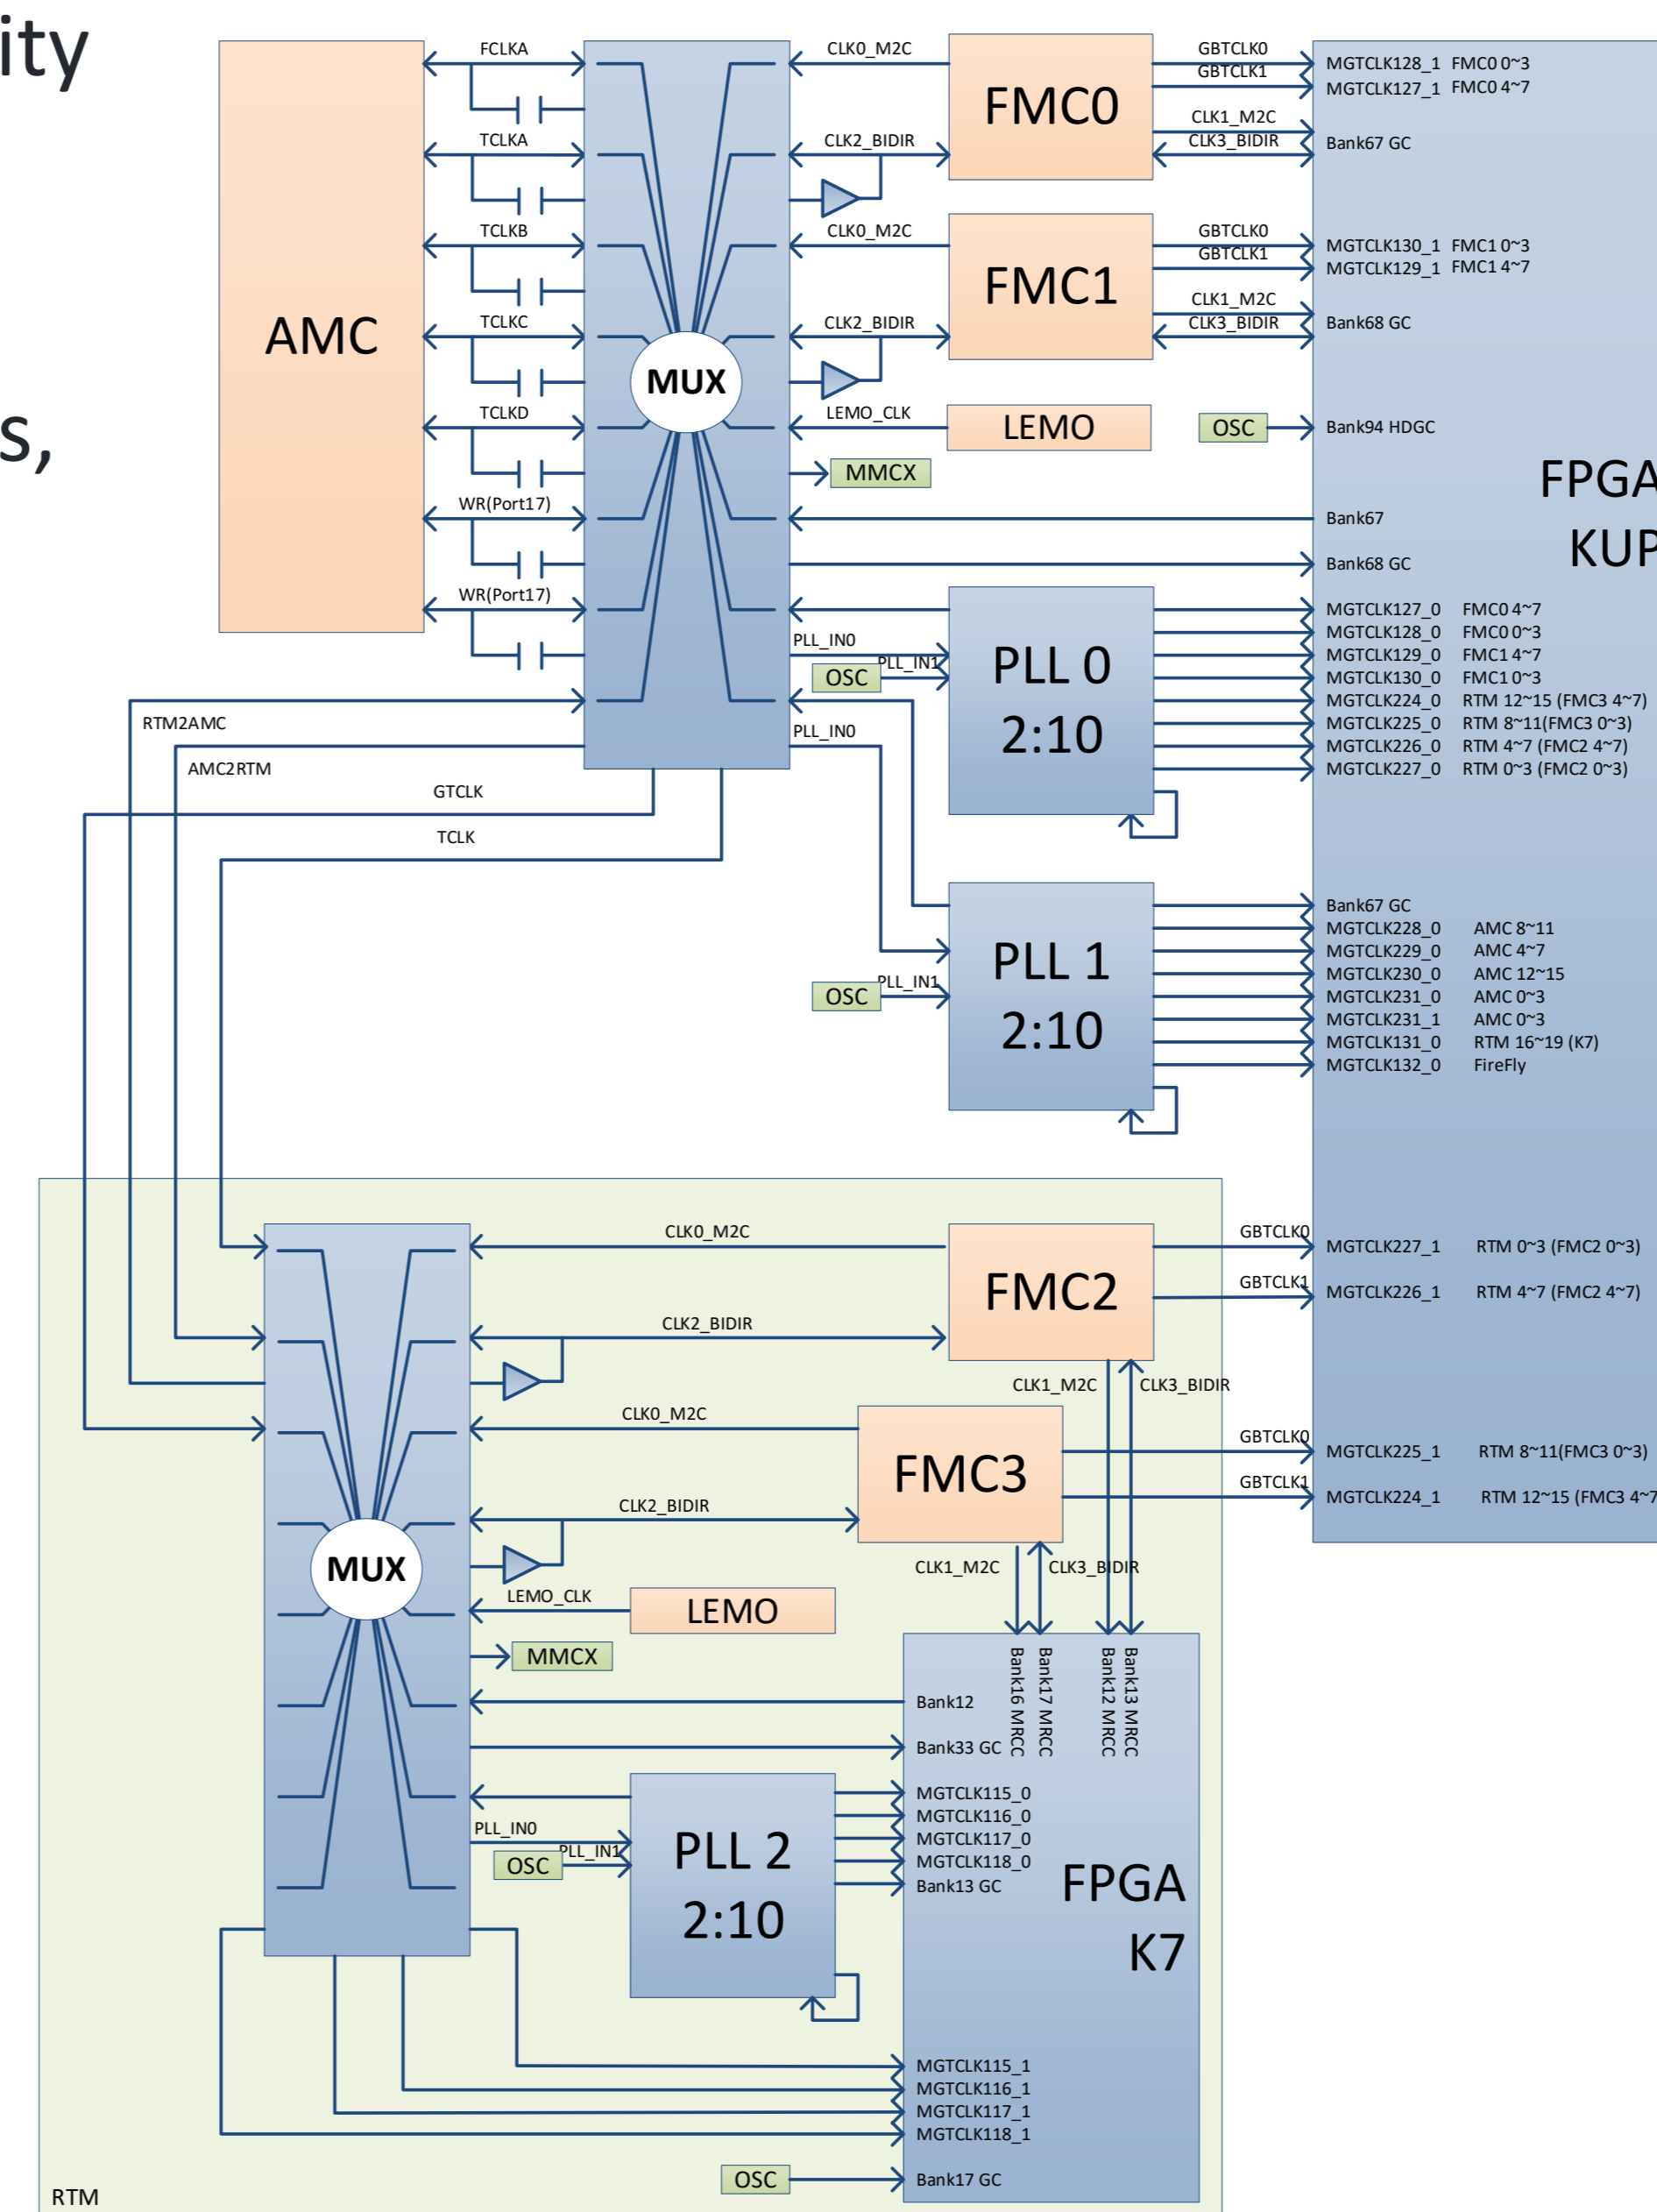 ity
s,
AMC
FCLKA
TCLKA
TCLKB
TCLKC
TCLKD
WR(Port17)
WR(Port17)
RTM2AMC
AMC2RTM
GTCLK
TCLK
MUX
CLK0_M2C
CLK2_BIDIR
CLK0_M2C
CLK2_BIDIR
LEMO_CLK
LEMO
MMCX
FMC0
FMC1
GBTCLK0
GBTCLK1
CLK1_M2C
CLK3_BIDIR
GBTCLK0
GBTCLK1
CLK1_M2C
CLK3_BIDIR
OSC
PLL_IN0
PLL_IN1
OSC
PLL 0
2:10
PLL_IN0
PLL_IN1
OSC
PLL 1
2:10
MGTCLK128_1 FMC0 0~3
MGTCLK127_1 FMC0 4~7
Bank67 GC
MGTCLK130_1 FMC1 0~3
MGTCLK129_1 FMC1 4~7
Bank68 GC
Bank94 HDGC
FPGA
KUP
Bank67
Bank68 GC
MGTCLK127_0 FMC0 4~7
MGTCLK128_0 FMC0 0~3
MGTCLK129_0 FMC1 4~7
MGTCLK130_0 FMC1 0~3
MGTCLK224_0 RTM 12~15 (FMC3 4~7)
MGTCLK225_0 RTM 8~11(FMC3 0~3)
MGTCLK226_0 RTM 4~7 (FMC2 4~7)
MGTCLK227_0 RTM 0~3 (FMC2 0~3)
Bank67 GC
MGTCLK228_0 AMC 8~11
MGTCLK229_0 AMC 4~7
MGTCLK230_0 AMC 12~15
MGTCLK231_0 AMC 0~3
MGTCLK231_1 AMC 0~3
MGTCLK131_0 RTM 16~19 (K7)
MGTCLK132_0 FireFly
GBTCLK0
MGTCLK227_1 RTM 0~3 (FMC2 0~3)
GBTCLK1
MGTCLK226_1 RTM 4~7 (FMC2 4~7)
GBTCLK0
MGTCLK225_1 RTM 8~11(FMC3 0~3)
GBTCLK1
MGTCLK224_1 RTM 12~15 (FMC3 4~7
CLK0_M2C
FMC2
CLK2_BIDIR
CLK1_M2C
CLK3_BIDIR
CLK0_M2C
FMC3
CLK2_BIDIR
CLK1_M2C
CLK3_BIDIR
MUX
LEMO_CLK
LEMO
MMCX
Bank16 MRCC
Bank17 MRCC
Bank12 MRCC
Bank13 MRCC
Bank12
Bank33 GC
MGTCLK115_0
MGTCLK116_0
MGTCLK117_0
MGTCLK118_0
Bank13 GC
PLL_IN0
PLL_IN1
OSC
PLL 2
2:10
FPGA
K7
MGTCLK115_1
MGTCLK116_1
MGTCLK117_1
MGTCLK118_1
OSC
Bank17 GC
RTM